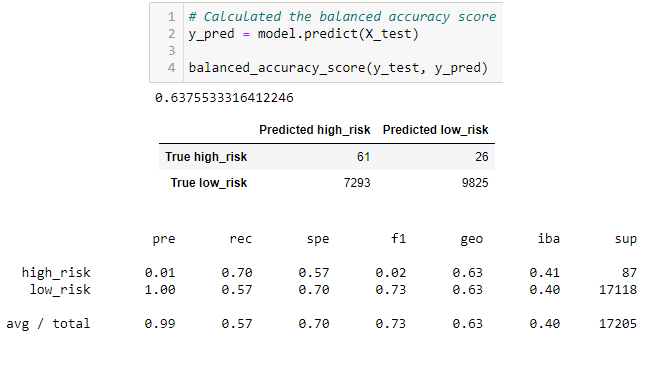 1 # Calculated the balanced accuracy score
2 y_pred = model.predict(X_test)
3
4 balanced_accuracy_score(y_test, y_pred)
0.6375533316412246
Predicted high_risk Predicted low_risk
True high_risk 61 26
True low_risk 7293 9825
pre rec spe f1 geo iba sup
high_risk 0.01 0.70 0.57 0.02 0.63 0.41 87
low_risk 1.00 0.57 0.70 0.73 0.63 0.40 17118
avg / total 0.99 0.57 0.70 0.73 0.63 0.40 17205